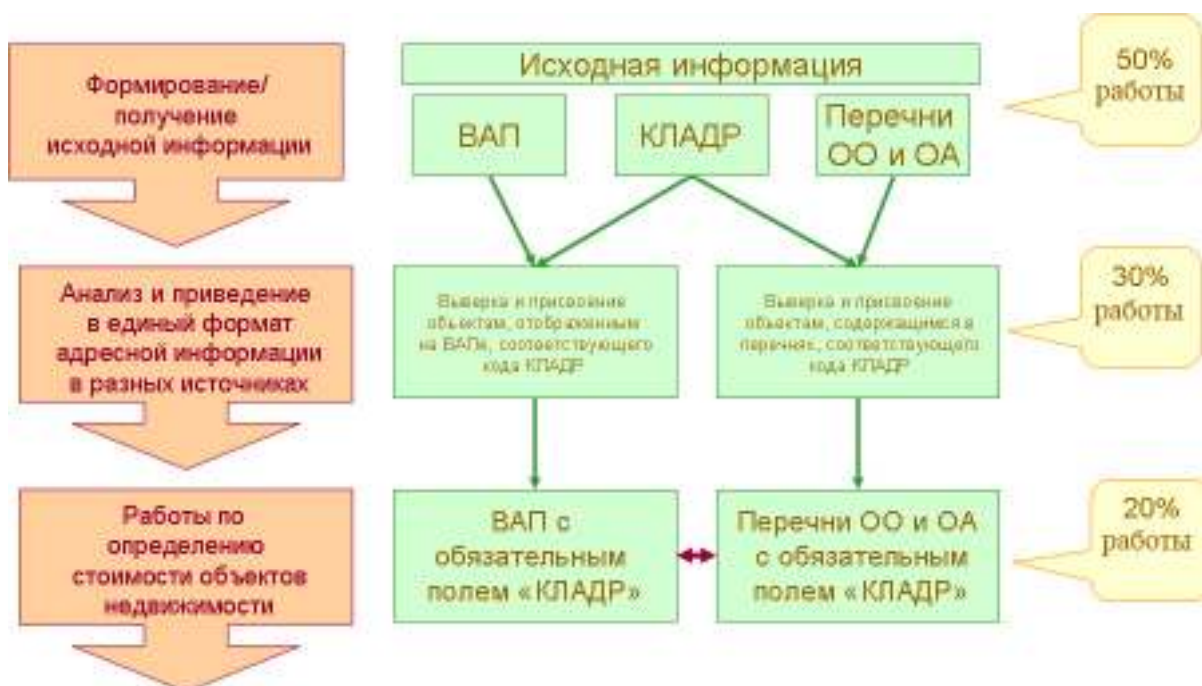 Формирование/
получение
исходной информации
Исходная информация
ВАП
КЛАДР
Перечни
ОО и ОА
50%
работы
Анализ и приведение
в единый формат
адресной информации
в разных источниках
Выверка и присвоение
объектам, отображенным
на ВАПе, соответствующего
кода КЛАДР
Выверка и присвоение
объектам, содержащимся в
перечнях, соответствующего
кода КЛАДР
30%
работы
Работы по
определению
стоимости объектов
недвижимости
ВАП с
обязательным
полем «КЛАДР»
Перечни ОО и ОА
с обязательным
полем «КЛАДР»
20%
работы